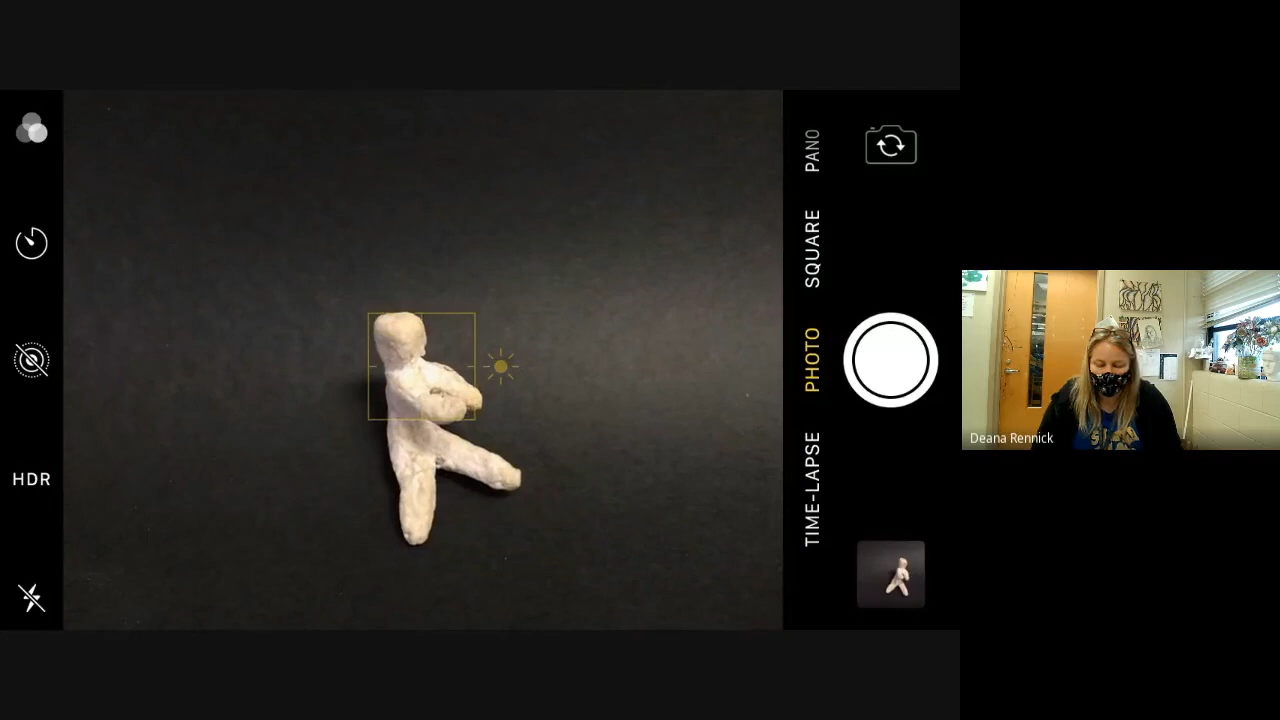 HDR
PANO
SQUARE
PHOTO
TIME-LAPSE
Deana Rennick